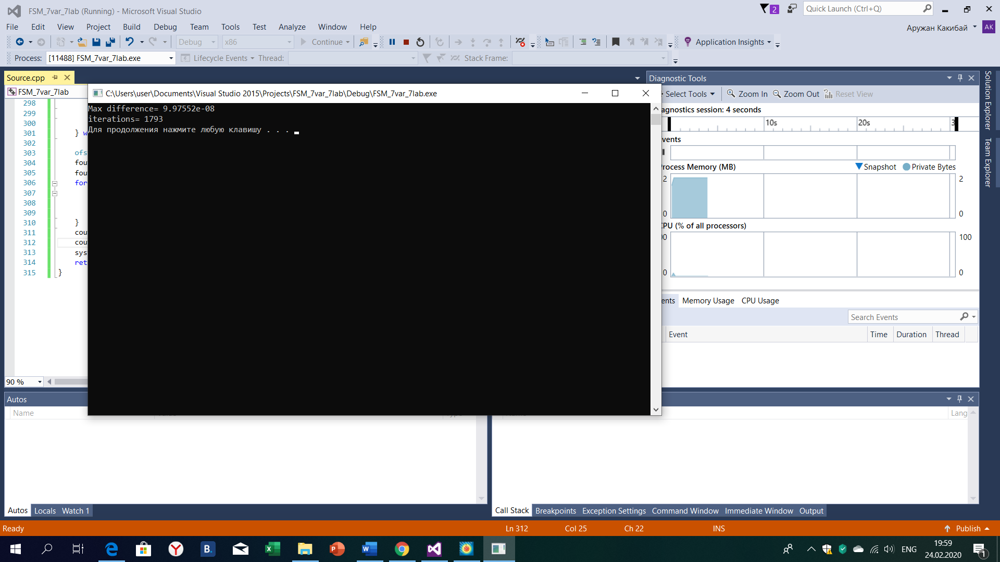 FSM_7var_7lab (Running) - Microsoft Visual Studio
2
Quick Launch (Ctrl+Q)
File Edit View Project Build Debug Team Tools Test Analyze Window Help
Аружан Какибай AK
Debug x86 Continue Application Insights
Process: [11488] FSM_7var_7lab.exe Lifecycle Events Thread: Stack Frame:
Source.cpp
FSM_7var_7lab
C:\Users\user\Documents\Visual Studio 2015\Projects\FSM_7var_7lab\Debug\FSM_7var_7lab.exe
Max difference= 9.97552e-08
iterations= 1793
Для продолжения нажмите любую клавишу . . .
298
299
300
301 } w
302
303 ofs
304 fou
305 fou
306 for
307
308
309
310 }
311 cou
312 cou
313 sys
314 ret
315 }
90 %
Diagnostic Tools
Select Tools Zoom In Zoom Out Reset View
agnostics session: 4 seconds
10s 20s 3
vents
Process Memory (MB) Snapshot Private Bytes
2 2
0 0
CPU (% of all processors)
00 100
0 0
ents Memory Usage CPU Usage
Search Events
Event Time Duration Thread
Solution Explorer
Team Explorer
Autos
Name
Lang
Autos Locals Watch 1
Call Stack Breakpoints Exception Settings Command Window Immediate Window Output
Ready Ln 312 Col 25 Ch 22 INS Publish
B.
ENG
19:59
24.02.2020
1